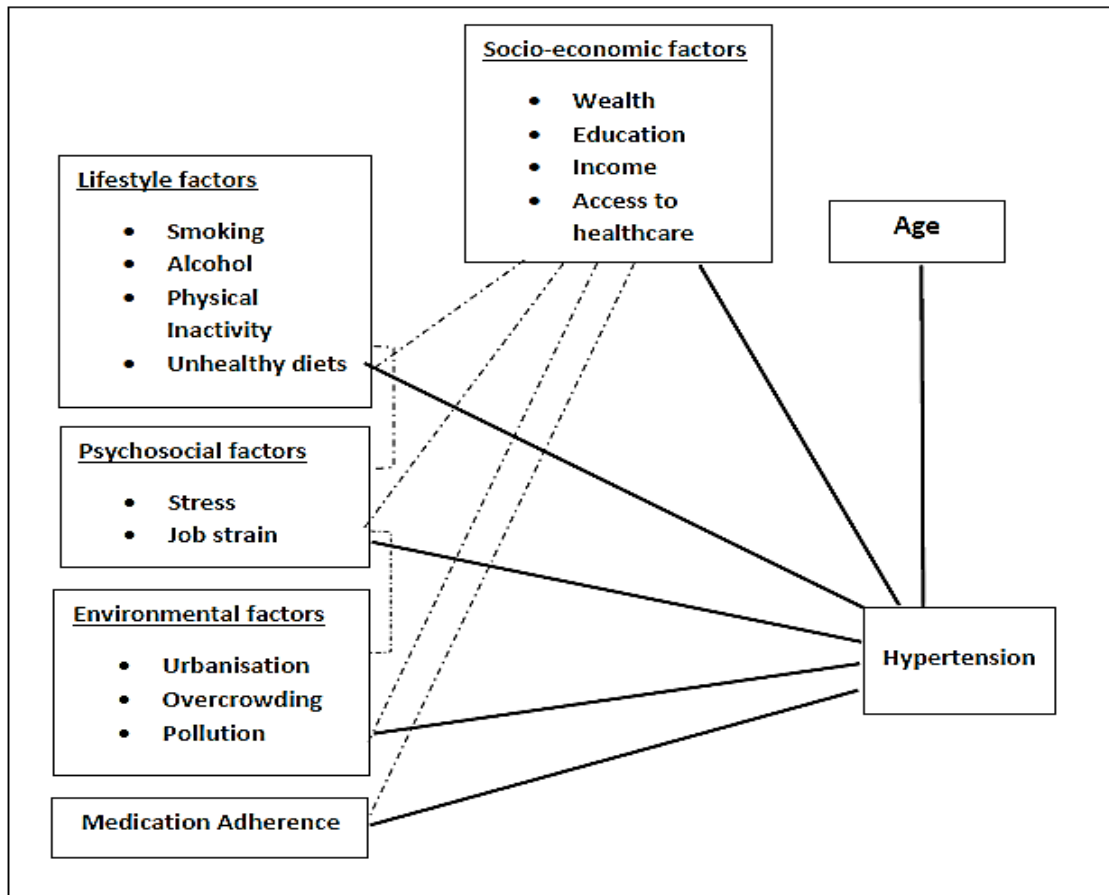 Socio-economic factors
• Wealth
• Education
• Income
• Access to
healthcare
Lifestyle factors
• Smoking
• Alcohol
• Physical
Inactivity
• Unhealthy diets
Age
Psychosocial factors
• Stress
• Job strain
Environmental factors
• Urbanisation
• Overcrowding
• Pollution
Hypertension
Medication Adherence